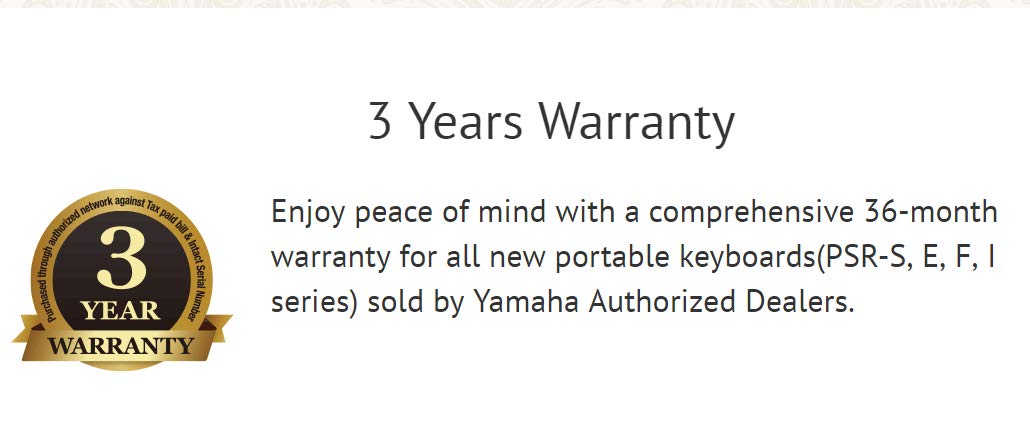 3 Years Warranty
Enjoy peace of mind with a comprehensive 36-month
warranty for all new portable keyboards(PSR-S, E, F, I
series) sold by Yamaha Authorized Dealers.
Purchased through authorized network against Tax paid bill & Intact Serial Number
3
YEAR
WARRANTY